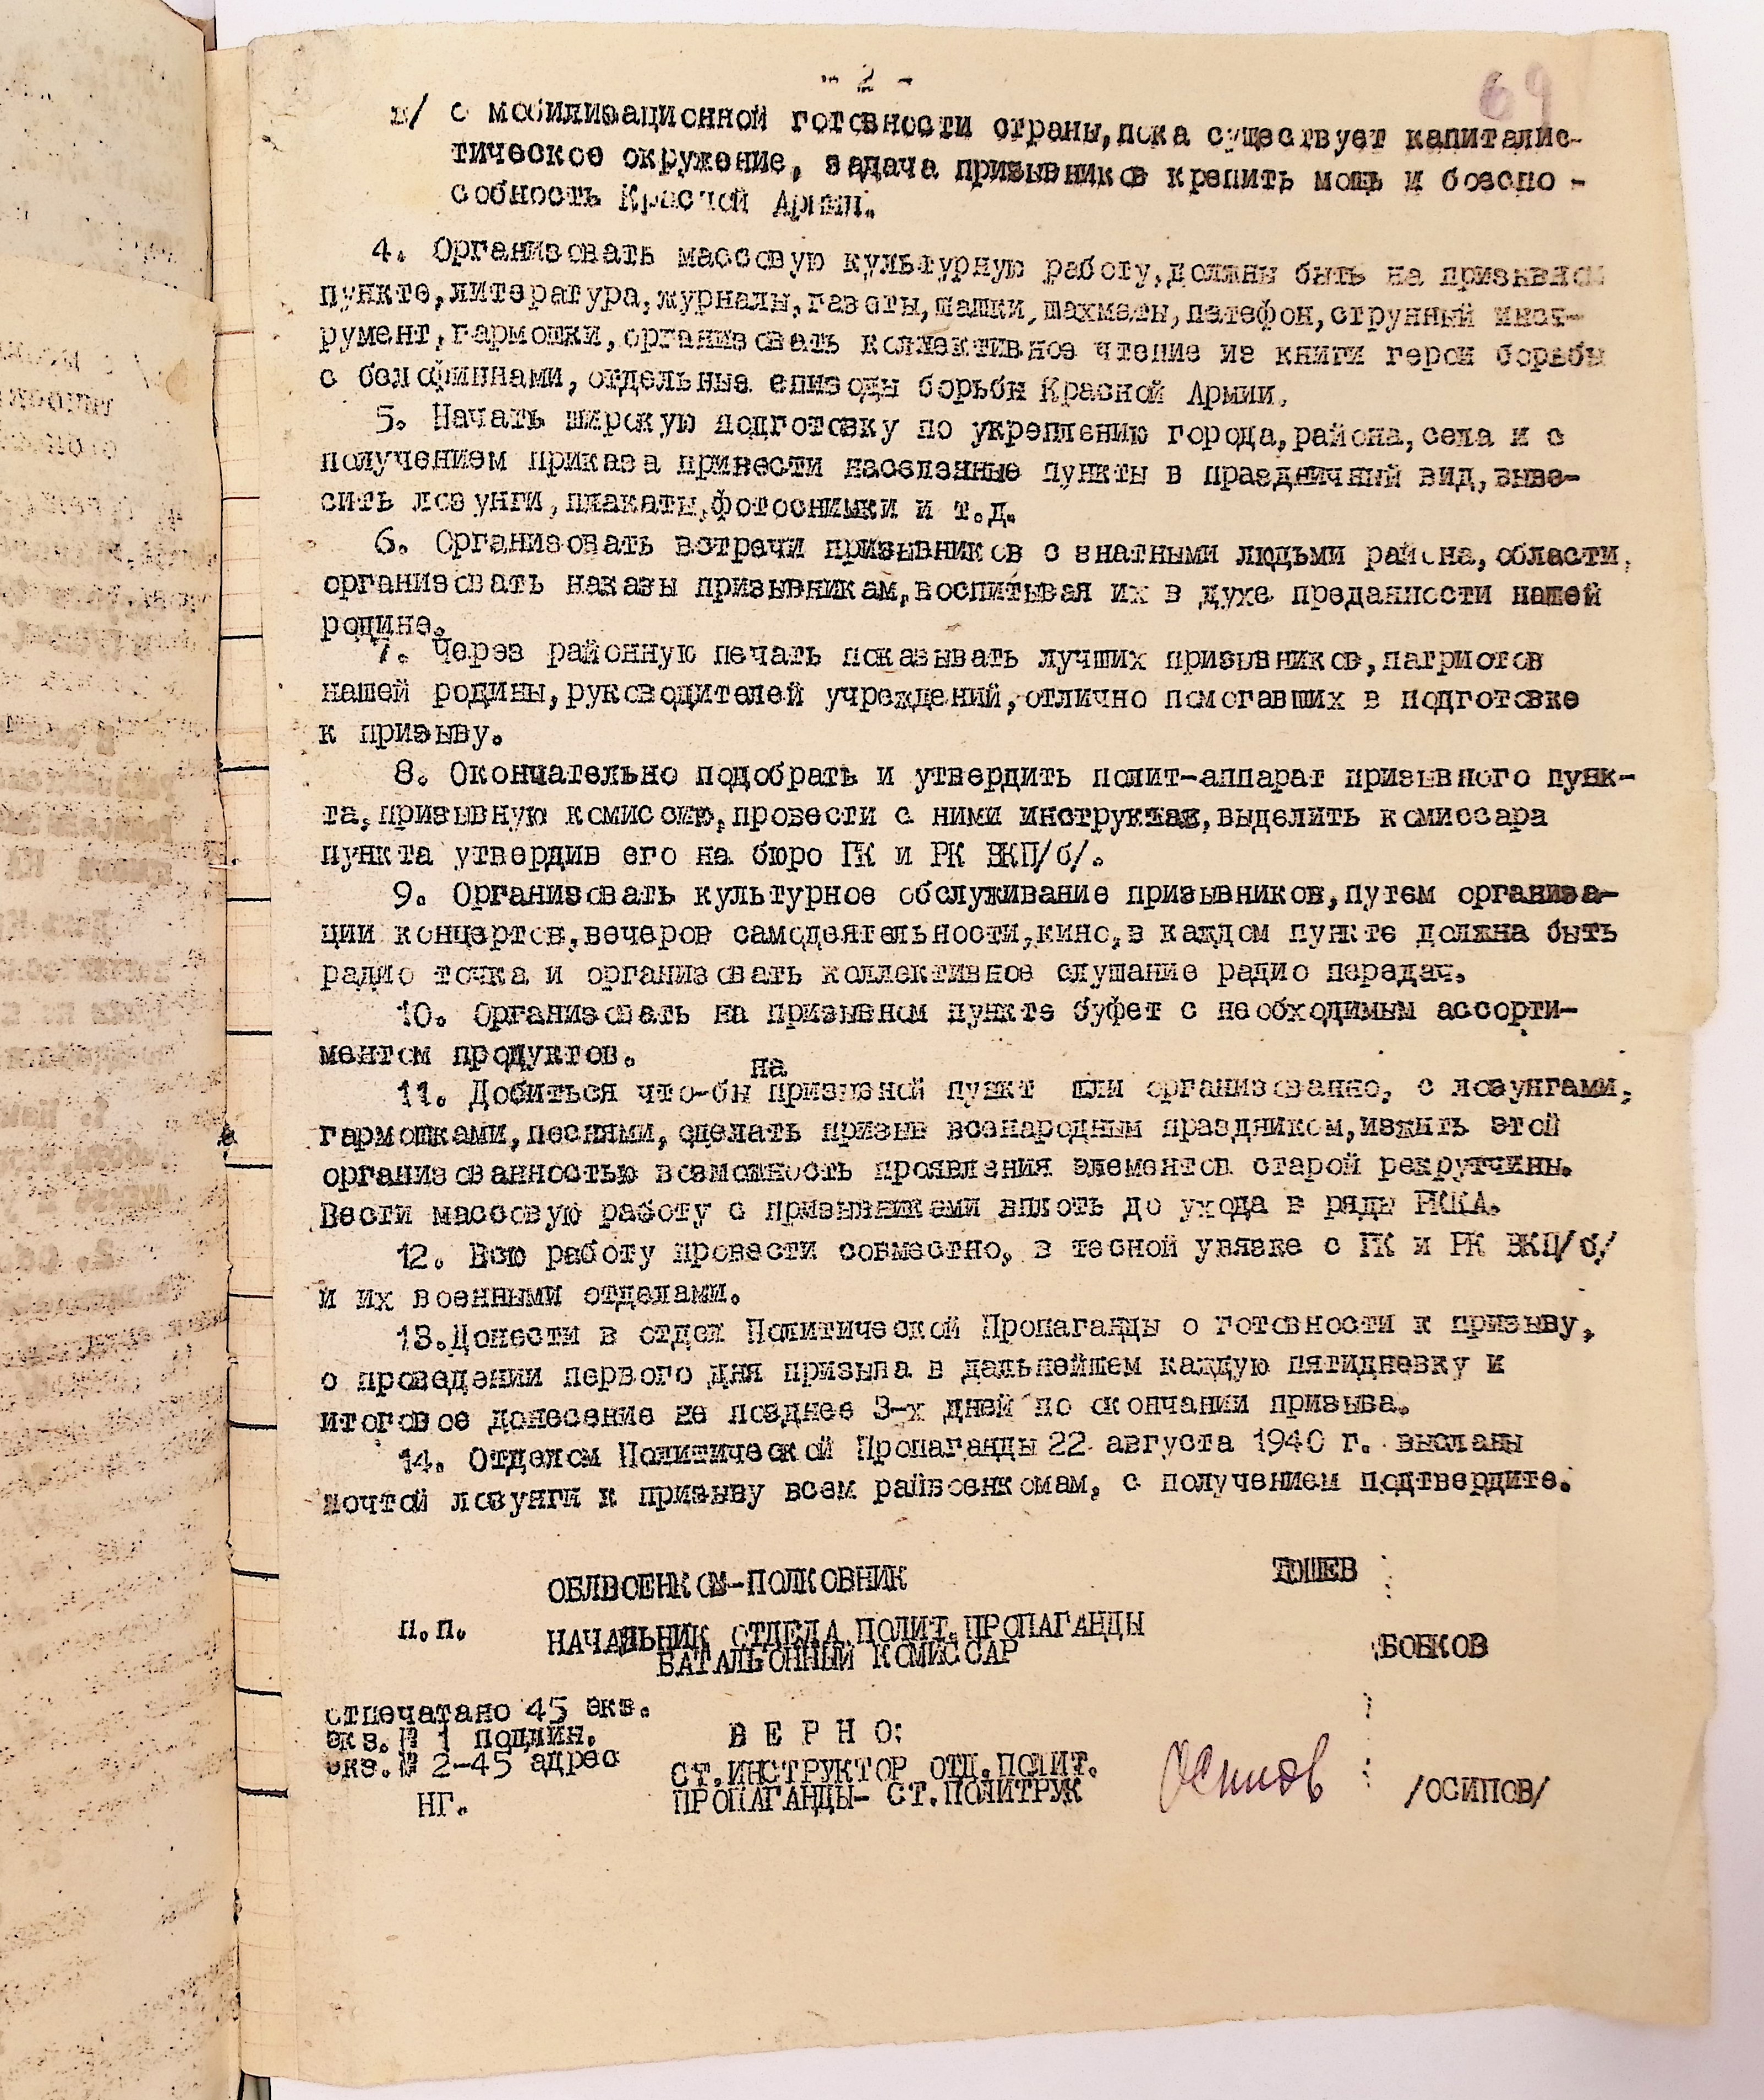 - 2 -
69
в/ о мобилизационной готовности страны,пока существует капиталис-
тическое окружение, задача призывников крепить мощь и боеспо -
собность Красной Армии.
4. Организовать массовую культурную работу,должны быть на призывном
пункте,литература,журналы,газеты,шашки,шахматы,патефон,струнный инст-
румент,гармошки,организовать коллективное чтение из книги герои борьбы
с белофиннами,отдельные епизоды борьбы Красной Армии.
5. Начать широкую подготовку по укреплению города,района,села и с
получением приказа привести населенные пункты в праздничный вид,выве-
сить лозунги,плакаты,фотоснимки и т.д.
6. Организовать встречи призывников с знатными людьми района,области,
организовать наказы призывникам,воспитывая их в духе преданности нашей
родине.
7. Через районную печать показывать лучших призывников,патриотов
нашей родины,руководителей учреждений,отлично помогавших в подготовке
к призыву.
8. Окончательно подобрать и утвердить полит-аппарат призывного пунк-
та,призывную комиссию,провести с ними инструктаж,выделить комиссара
пункта утвердив его на бюро ГК и РК ВКП/б/.
9. Организовать культурное обслуживание призывников,путем организа-
ции концертов,вечеров самодеятельности,кино,в каждом пункте должна быть
радио точка и организовать коллективное слушание радио передач.
10. Организовать на призывном пункте буфет с необходимым ассорти-
ментом продуктов.
на
11. Добиться что-бы призывной пункт шли организованно, с лозунгами,
гармошками,песнями,сделать призыв всенародным праздником,изжить этой
организованностью возможность проявления элементов старой рекрутчины.
Вести массовую работу с призывниками вплоть до ухода в ряды РККА.
12. Всю работу провести совместно, в тесной увязке с ГК и РК ВКП/б/
и их военными отделами.
13.Донести в отдел Политической Пропаганды о готовности к призыву,
о проведении первого дня призыва в дальнейшем каждую пятидневку и
итоговое донесение не позднее 3-х дней по окончании призыва.
14. Отделом Политической Пропаганды 22 августа 1940 г. высланы
почтой лозунги к призыву всем райвоенкомам, с получением подтвердите.
ОБЛВОЕНКОМ-ПОЛКОВНИК ТЮШЕВ
п.п. НАЧАЛЬНИК ОТДЕЛА ПОЛИТ.ПРОПАГАНДЫ
БАТАЛЬОННЫЙ КОМИССАР БОБКОВ
отпечатано 45 экз.
экз.№ 1 подлин. В Е Р Н О:
экз.№ 2-45 адрес
СТ.ИНСТРУКТОР ОТД.ПОЛИТ.
НГ. ПРОПАГАНДЫ- СТ.ПОЛИТРУК Осипов /ОСИПОВ/